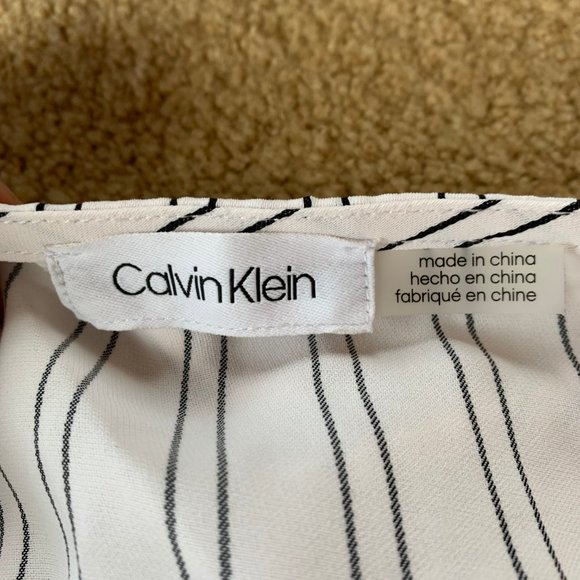 Calvin Klein
made in china
hecho en china
fabriqué en chine